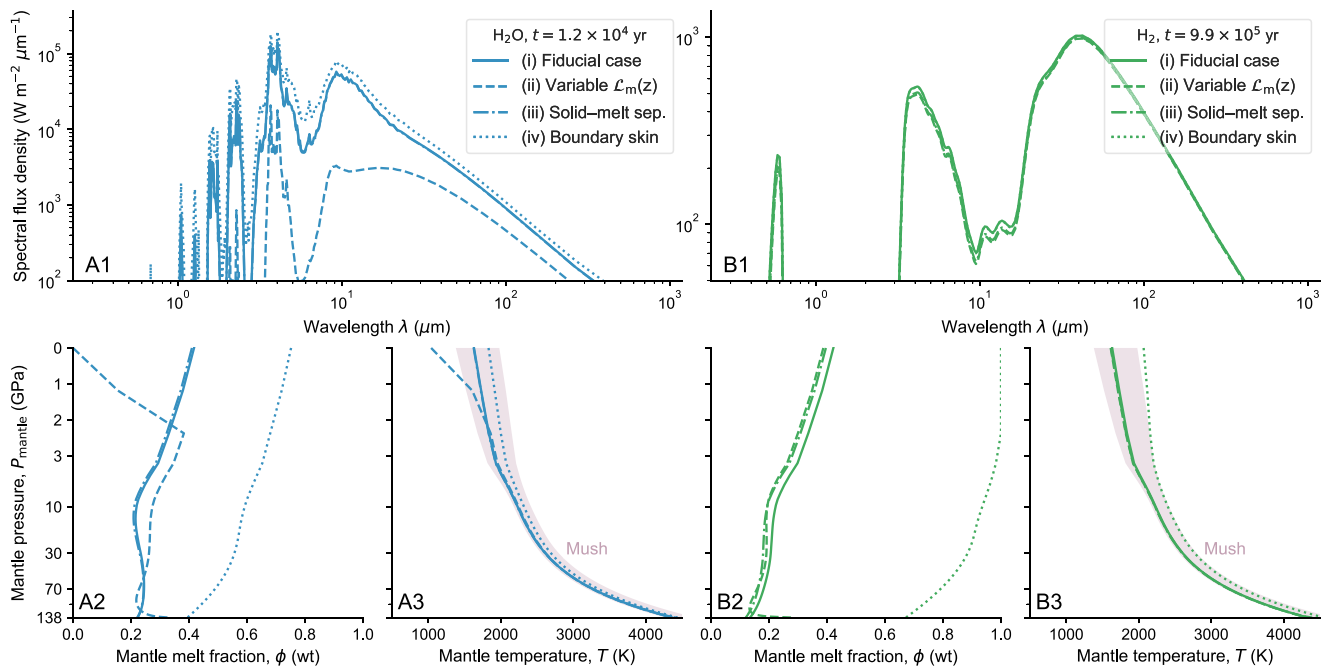 Spectral flux density (W m⁻² μm⁻¹)
10⁵
10⁴
10³
10²
H₂O, t = 1.2 × 10⁴ yr
(i) Fiducial case
(ii) Variable ℒₘ(z)
(iii) Solid–melt sep.
(iv) Boundary skin
A1
10⁰
10¹
10²
10³
Wavelength λ (μm)
10³
10²
H₂, t = 9.9 × 10⁵ yr
(i) Fiducial case
(ii) Variable ℒₘ(z)
(iii) Solid–melt sep.
(iv) Boundary skin
B1
10⁰
10¹
10²
10³
Wavelength λ (μm)
Mantle pressure, P_mantle (GPa)
0
1
2
3
10
30
70
138
A2
0.0
0.2
0.4
0.6
0.8
1.0
Mantle melt fraction, ϕ (wt)
Mush
A3
1000
2000
3000
4000
Mantle temperature, T (K)
B2
0.0
0.2
0.4
0.6
0.8
1.0
Mantle melt fraction, ϕ (wt)
Mush
B3
1000
2000
3000
4000
Mantle temperature, T (K)